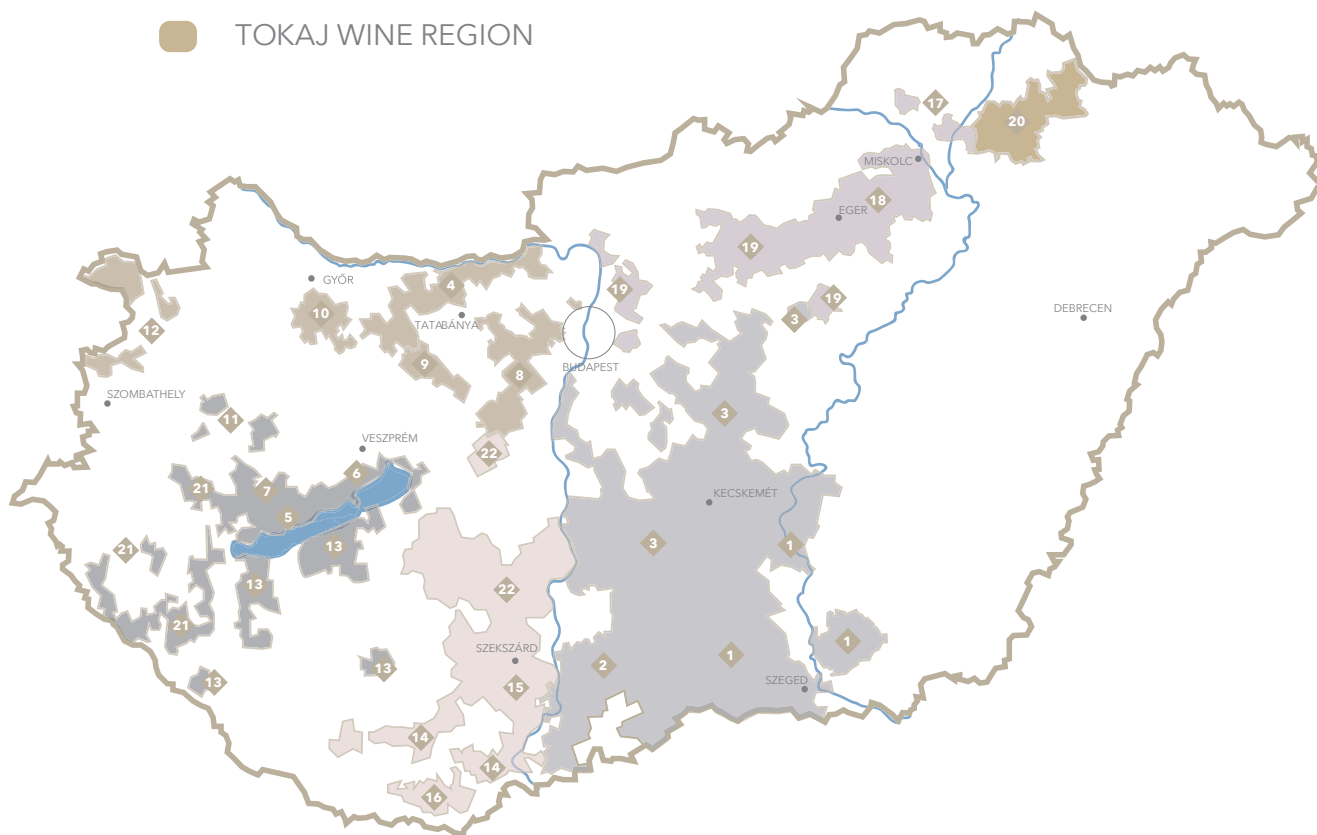 TOKAJ WINE REGION
17
20
MISKOLC
18
EGER
19
GYŐR
4
19
19
10
3
DEBRECEN
TATABÁNYA
12
9
BUDAPEST
8
SZOMBATHELY
11
3
VESZPRÉM
22
6
21
7
KECSKEMÉT
5
13
3
1
21
13
22
21
1
SZEKSZÁRD
2
1
13
13
15
SZEGED
14
14
16